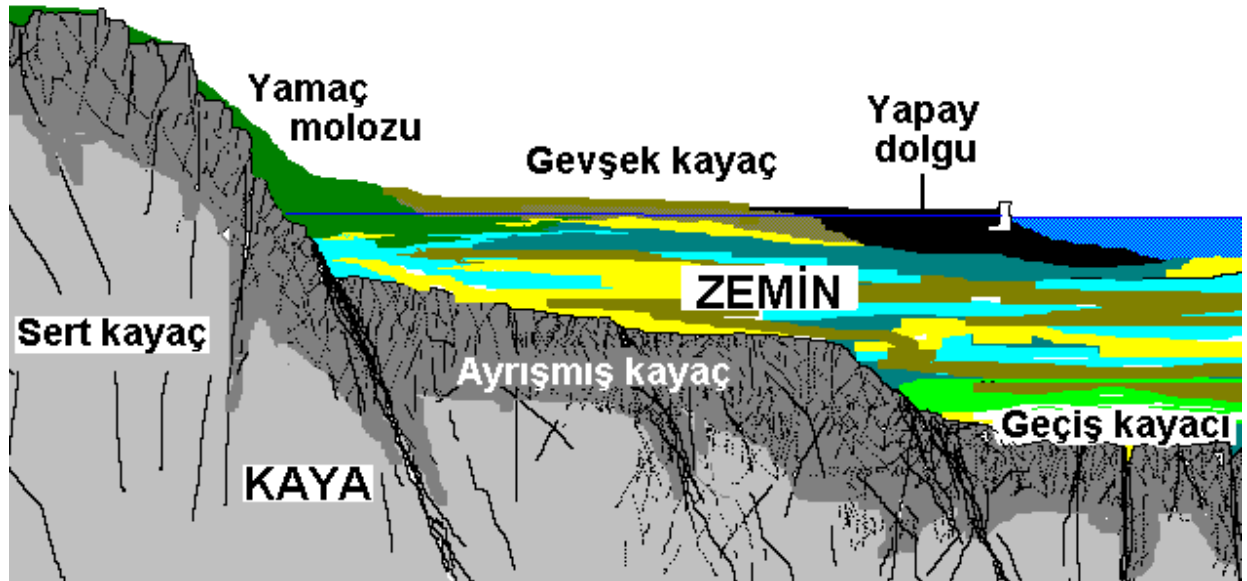 Yamaç
molozu
Yapay
dolgu
Gevşek kayaç
ZEMİN
Sert kayaç
Ayrışmış kayaç
Geçiş kayacı
KAYA